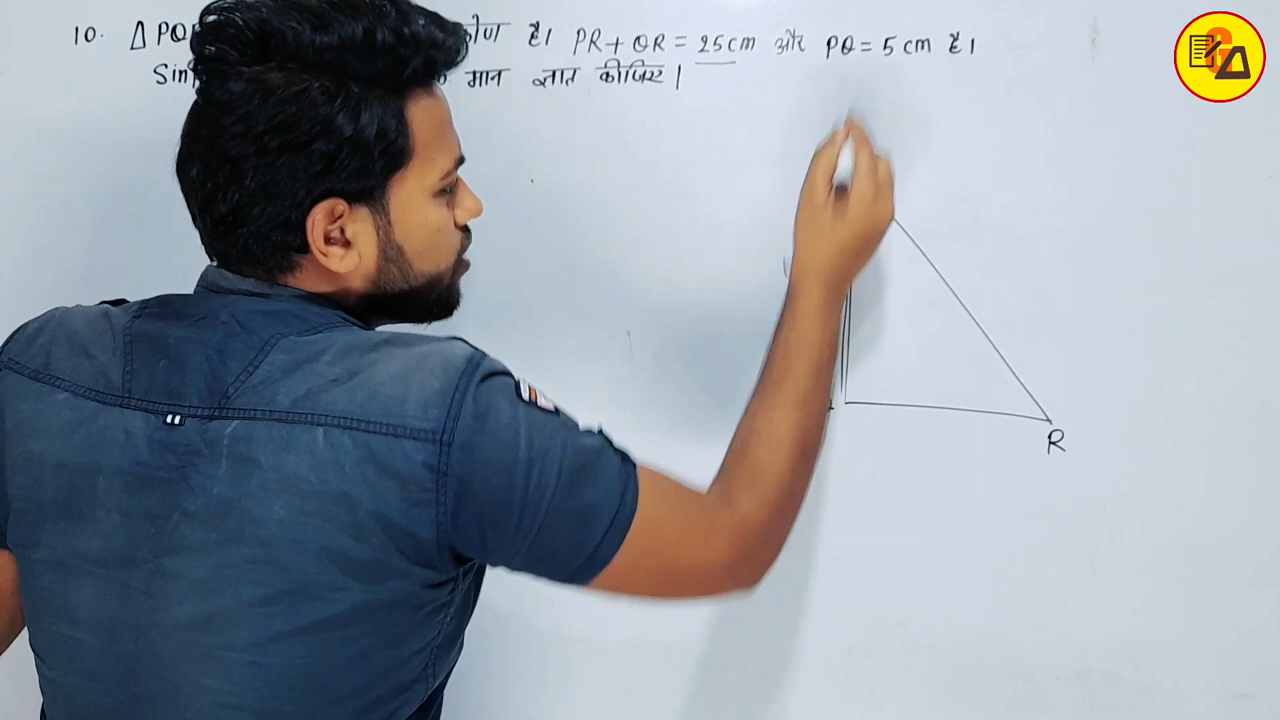 10. Δ PQ है। PR + QR = 25 cm और PQ = 5 cm है।
Sin मान ज्ञात कीजिए।
R